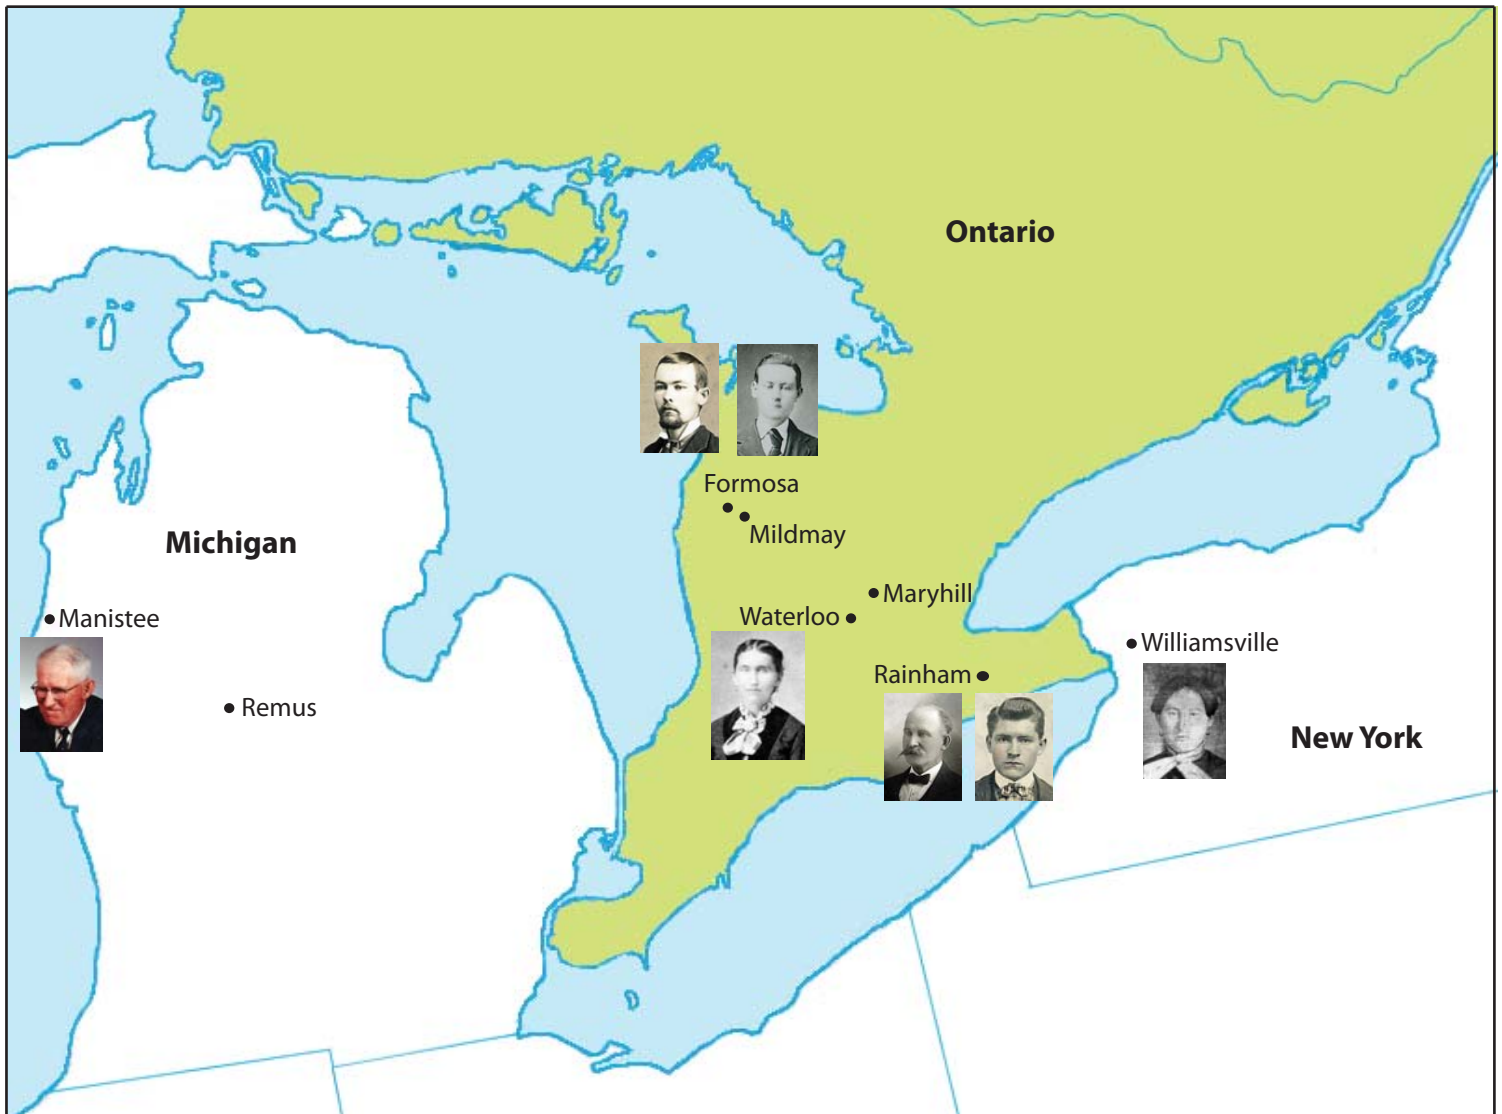 Ontario
Formosa
Mildmay
Michigan
Maryhill
Manistee
Waterloo
Williamsville
Rainham
Remus
New York